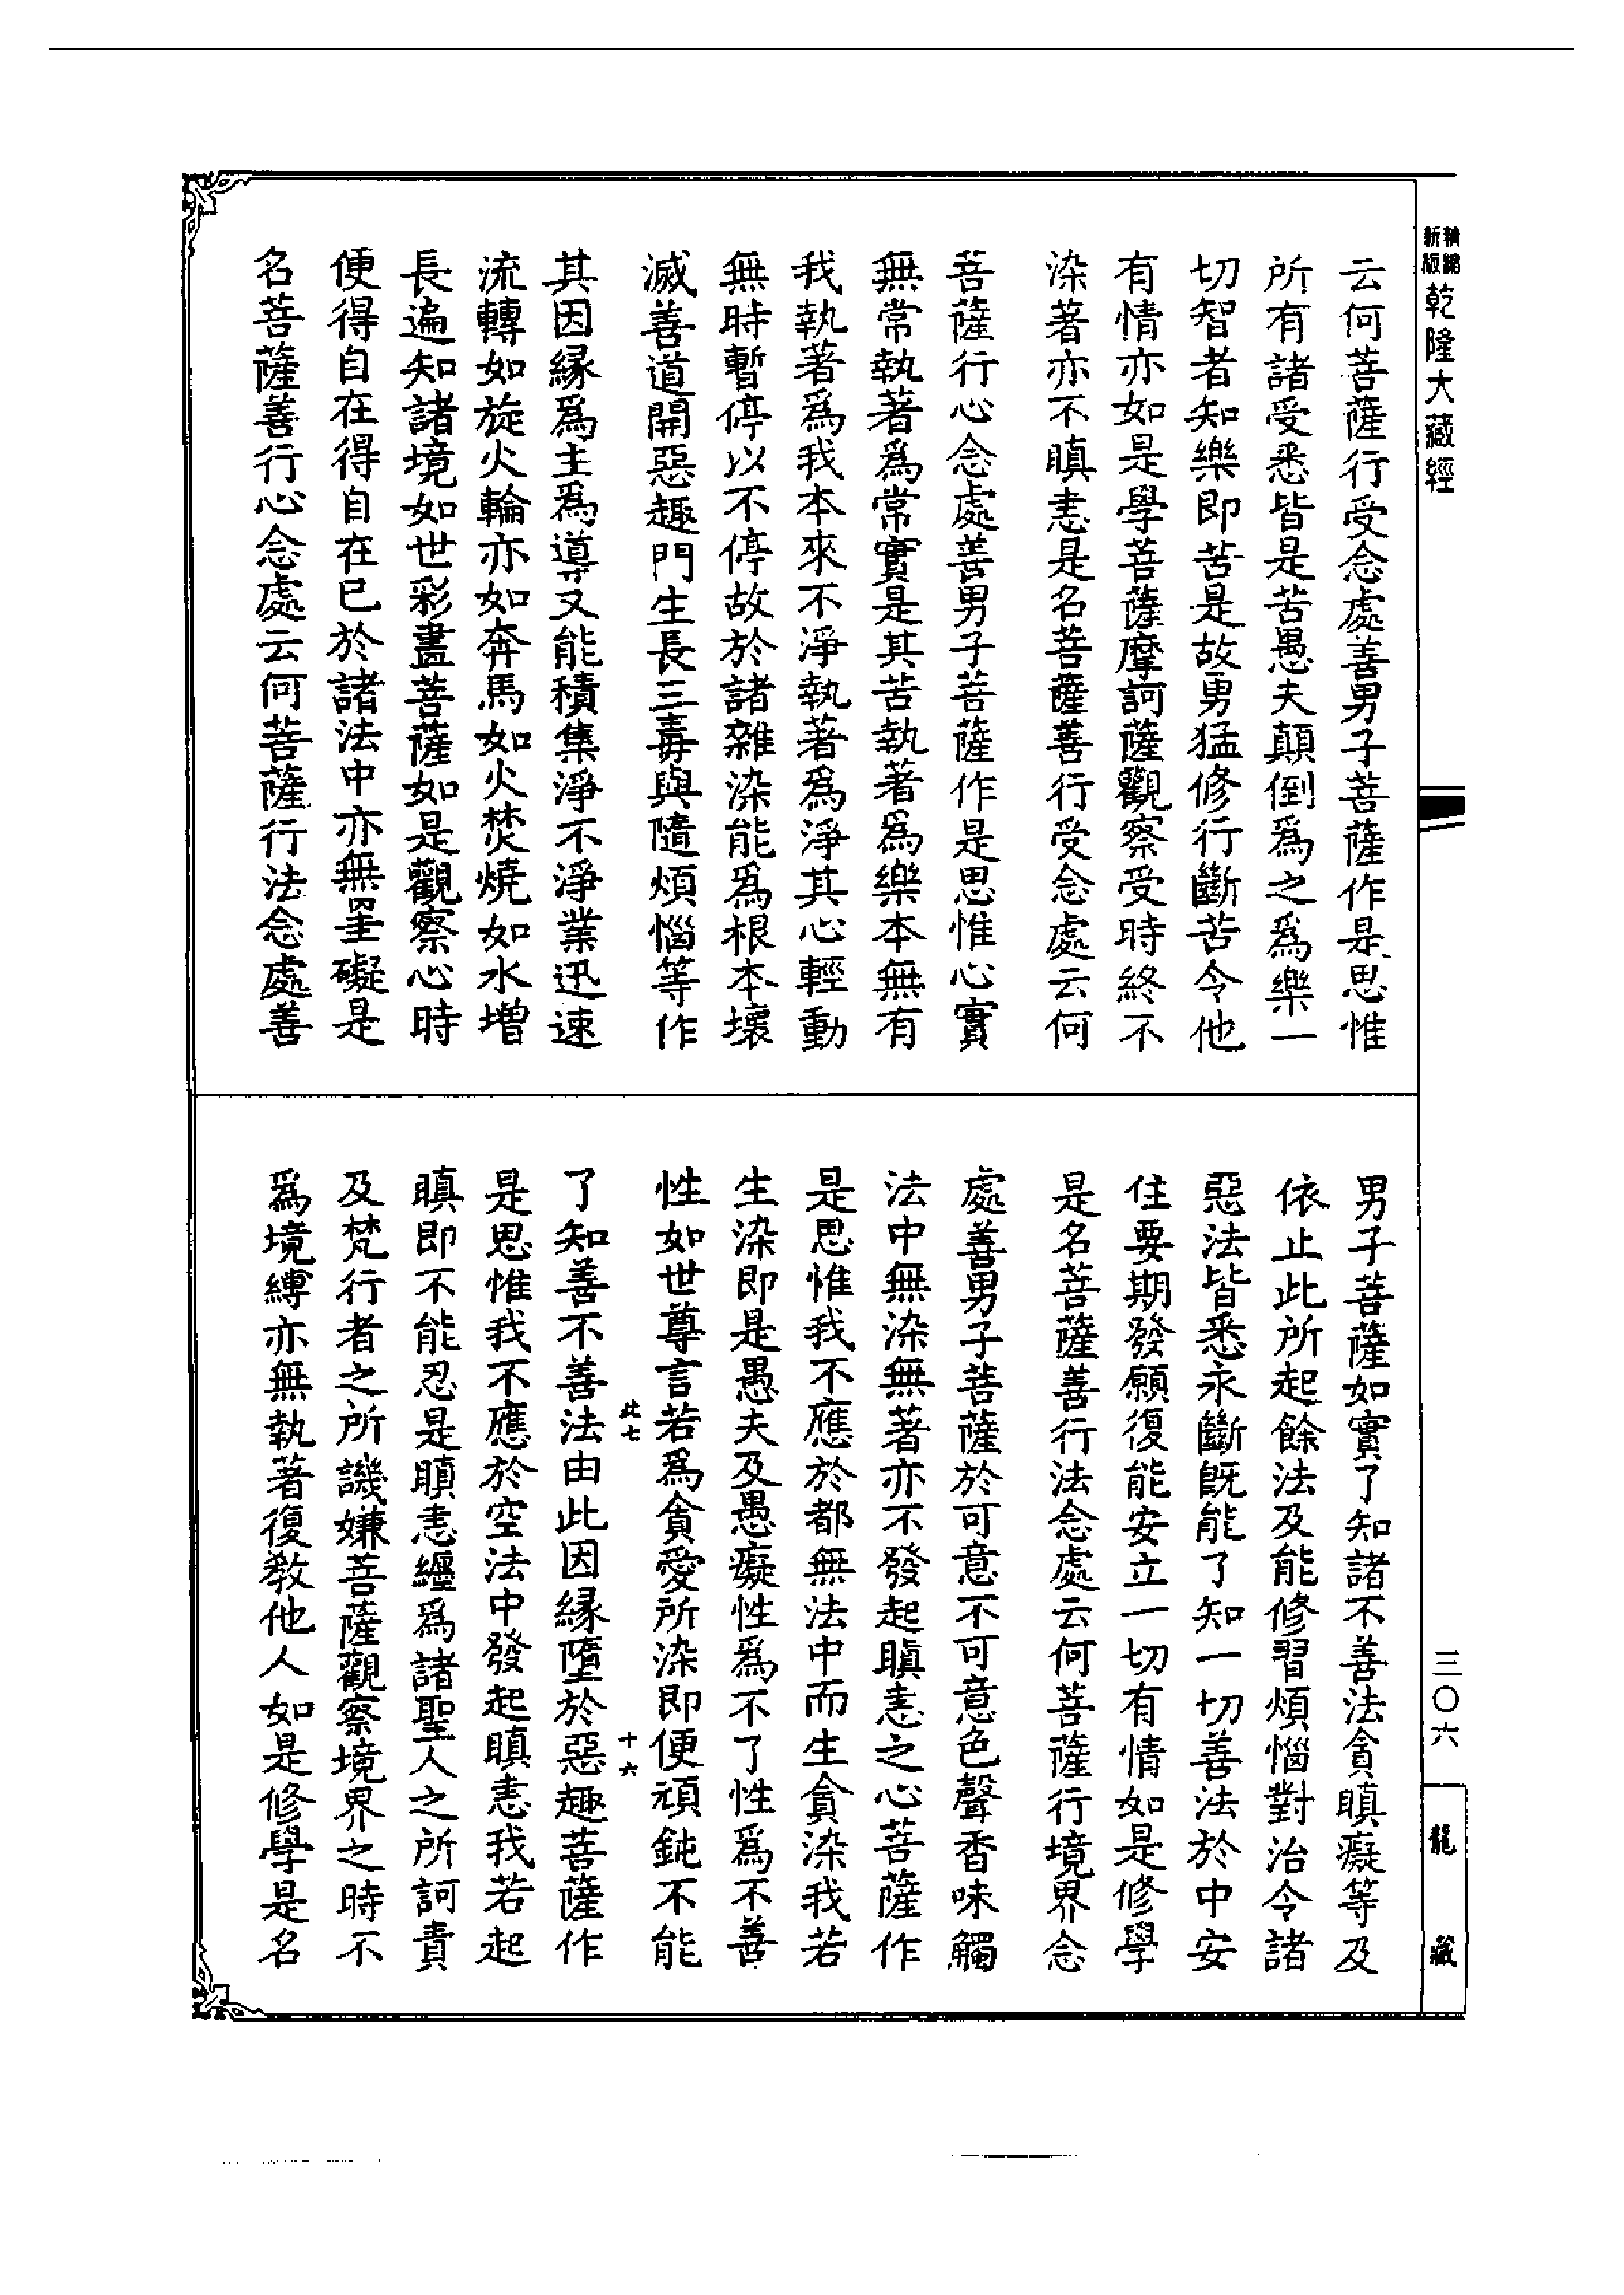 精縮新版乾隆大藏經
云何菩薩行受念處善男子菩薩作是思惟
所有諸受悉皆是苦愚夫顛倒爲之爲樂一
切智者知樂即苦是故勇猛修行斷苦令他
有情亦如是學菩薩摩訶薩觀察受時終不
染著亦不瞋恚是名菩薩善行受念處云何
菩薩行心念處善男子菩薩作是思惟心實
無常執著爲常實是其苦執著爲樂本無有
我執著爲我本來不淨執著爲淨其心輕動
無時暫停以不停故於諸雜染能爲根本壞
滅善道開惡趣門生長三毒與隨煩惱等作
其因緣爲主爲導又能積集淨不淨業迅速
流轉如旋火輪亦如奔馬如火焚燒如水增
長遍知諸境如世彩畫菩薩如是觀察心時
便得自在得自在已於諸法中亦無罣礙是
名菩薩善行心念處云何菩薩行法念處善
男子菩薩如實了知諸不善法貪瞋癡等及
依止此所起餘法及能修習煩惱對治令諸
惡法皆悉永斷既能了知一切善法於中安
住要期發願復能安立一切有情如是修學
是名菩薩善行法念處云何菩薩行境界念
處善男子菩薩於可意不可意色聲香味觸
法中無染無著亦不發起瞋恚之心菩薩作
是思惟我不應於都無法中而生貪染我若
生染即是愚夫及愚癡性爲不了性爲不善
性如世尊言若爲貪愛所染即便頑鈍不能
此七
十六
了知善不善法由此因緣墮於惡趣菩薩作
是思惟我不應於空法中發起瞋恚我若起
瞋即不能忍是瞋恚纏爲諸聖人之所訶責
及梵行者之所譏嫌菩薩觀察境界之時不
爲境縛亦無執著復教他人如是修學是名
三〇六
龍藏